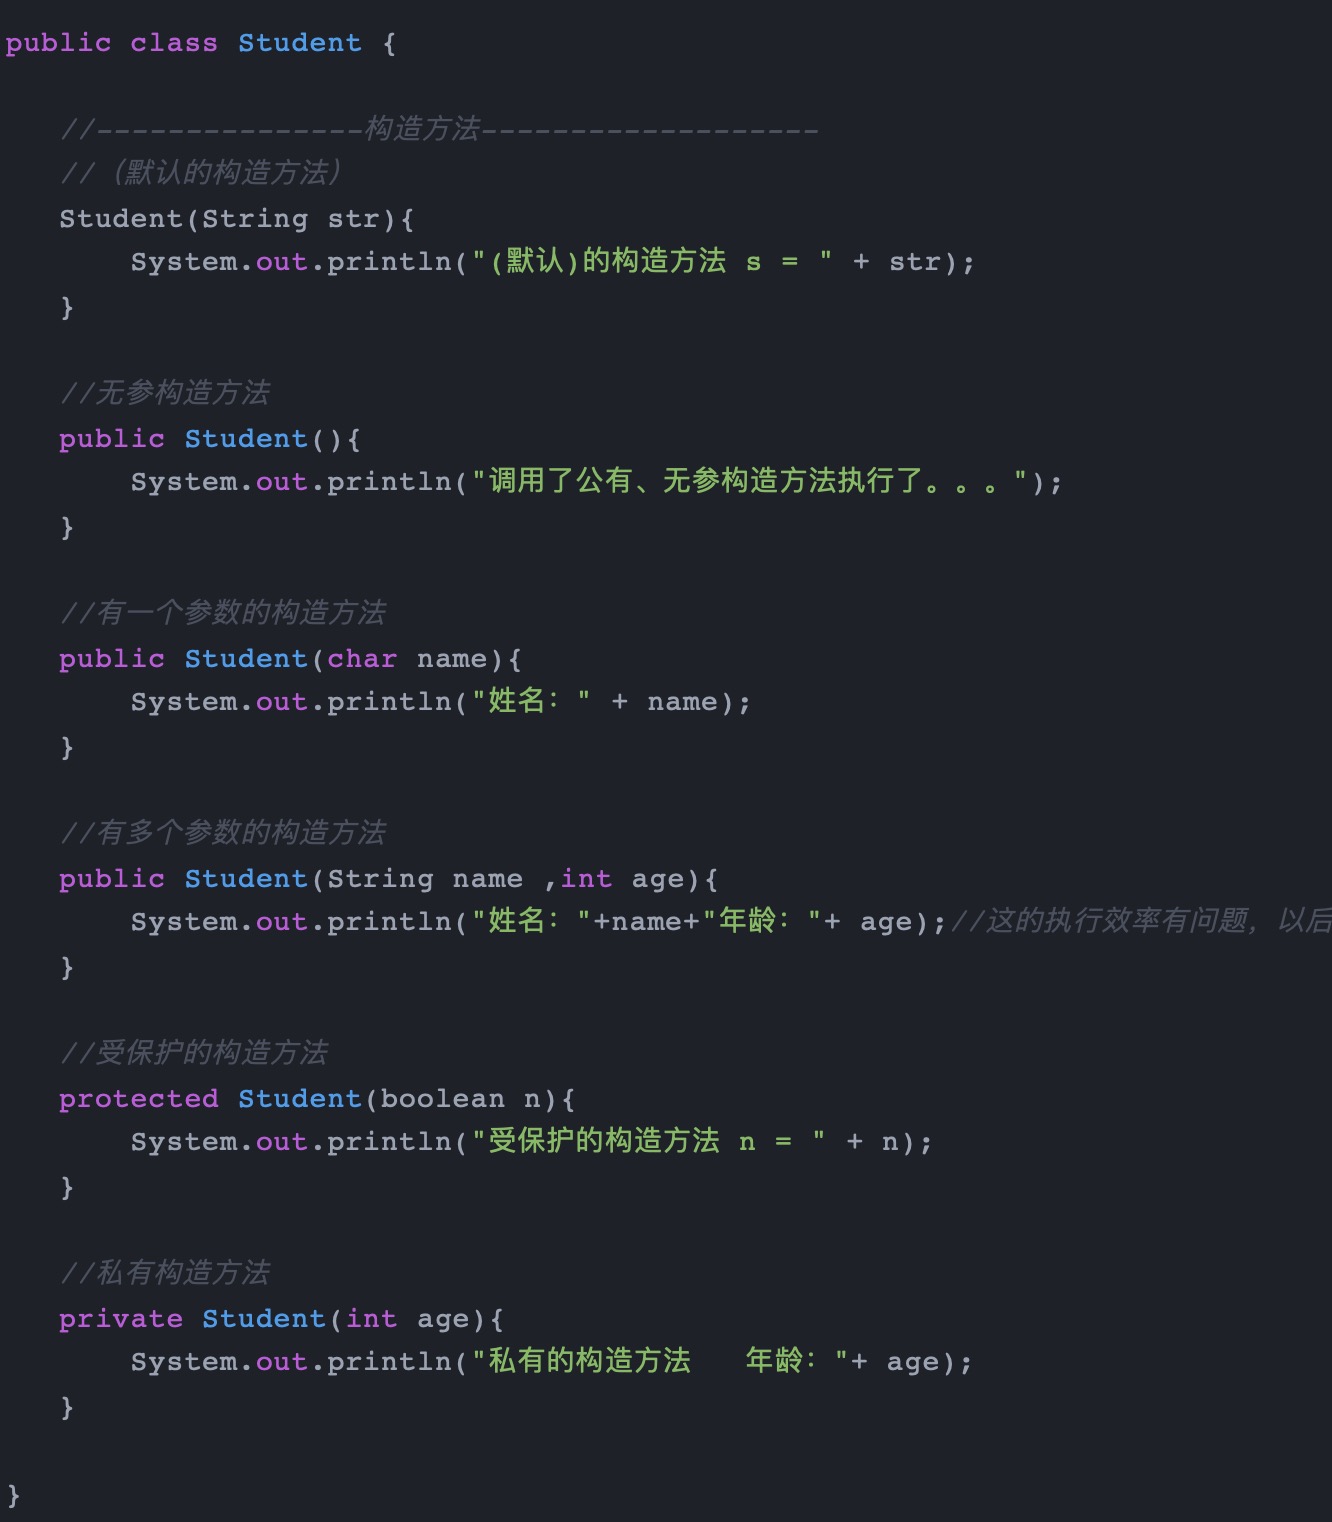 public class Student {
//---------------构造方法-------------------
//（默认的构造方法）
Student(String str){
System.out.println("(默认)的构造方法 s = " + str);
}
//无参构造方法
public Student(){
System.out.println("调用了公有、无参构造方法执行了。。。");
}
//有一个参数的构造方法
public Student(char name){
System.out.println("姓名：" + name);
}
//有多个参数的构造方法
public Student(String name ,int age){
System.out.println("姓名："+name+"年龄："+ age);//这的执行效率有问题，以后
}
//受保护的构造方法
protected Student(boolean n){
System.out.println("受保护的构造方法 n = " + n);
}
//私有构造方法
private Student(int age){
System.out.println("私有的构造方法   年龄："+ age);
}
}